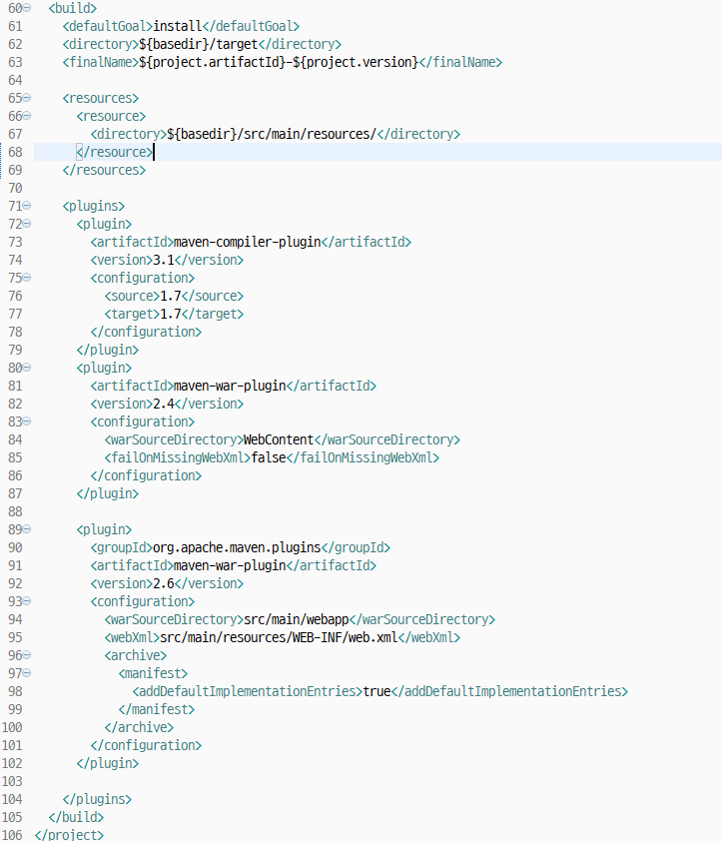 60 <build>
61 <defaultGoal>install</defaultGoal>
62 <directory>${basedir}/target</directory>
63 <finalName>${project.artifactId}-${project.version}</finalName>
64
65 <resources>
66 <resource>
67 <directory>${basedir}/src/main/resources/</directory>
68 </resource>
69 </resources>
70
71 <plugins>
72 <plugin>
73 <artifactId>maven-compiler-plugin</artifactId>
74 <version>3.1</version>
75 <configuration>
76 <source>1.7</source>
77 <target>1.7</target>
78 </configuration>
79 </plugin>
80 <plugin>
81 <artifactId>maven-war-plugin</artifactId>
82 <version>2.4</version>
83 <configuration>
84 <warSourceDirectory>WebContent</warSourceDirectory>
85 <failOnMissingWebXml>false</failOnMissingWebXml>
86 </configuration>
87 </plugin>
88
89 <plugin>
90 <groupId>org.apache.maven.plugins</groupId>
91 <artifactId>maven-war-plugin</artifactId>
92 <version>2.6</version>
93 <configuration>
94 <warSourceDirectory>src/main/webapp</warSourceDirectory>
95 <webXml>src/main/resources/WEB-INF/web.xml</webXml>
96 <archive>
97 <manifest>
98 <addDefaultImplementationEntries>true</addDefaultImplementationEntries>
99 </manifest>
100 </archive>
101 </configuration>
102 </plugin>
103
104 </plugins>
105 </build>
106 </project>